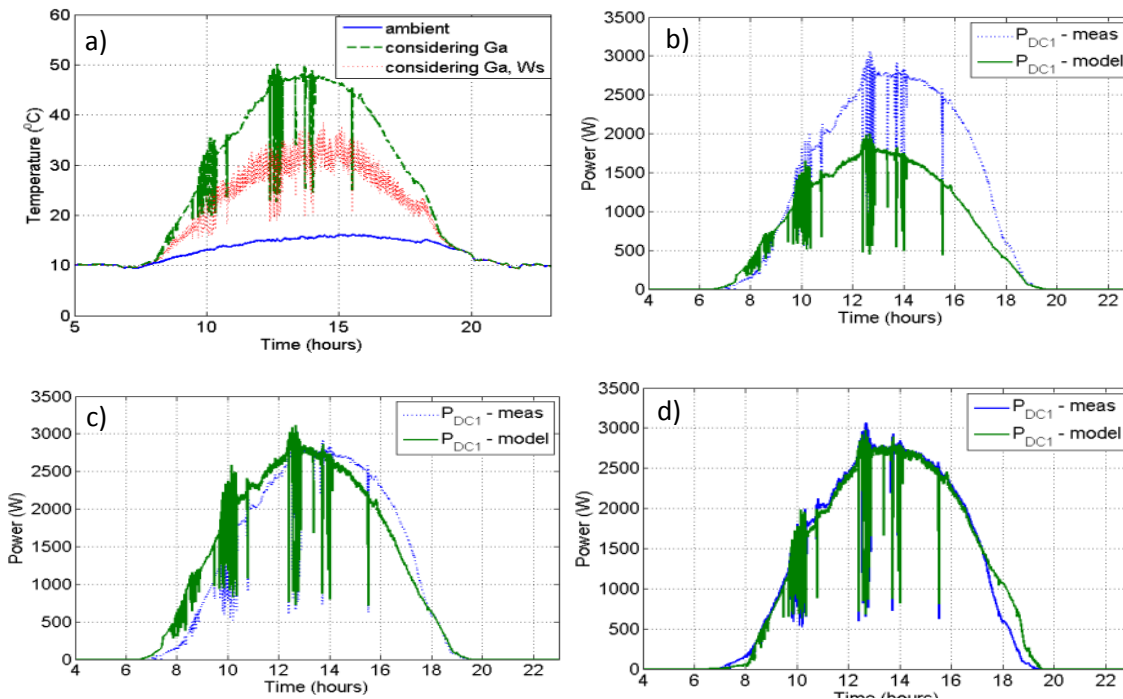 a)
ambient
considering Ga
considering Ga, Ws
60
50
40
30
20
10
0
Temperature (⁰C)
5 10 15 20
Time (hours)
b)
P_DC1 - meas
P_DC1 - model
3500
3000
2500
2000
1500
1000
500
0
Power (W)
4 6 8 10 12 14 16 18 20 22
Time (hours)
c)
P_DC1 - meas
P_DC1 - model
3500
3000
2500
2000
1500
1000
500
0
Power (W)
4 6 8 10 12 14 16 18 20 22
Time (hours)
d)
P_DC1 - meas
P_DC1 - model
3500
3000
2500
2000
1500
1000
500
0
Power (W)
4 6 8 10 12 14 16 18 20 22
Time (hours)